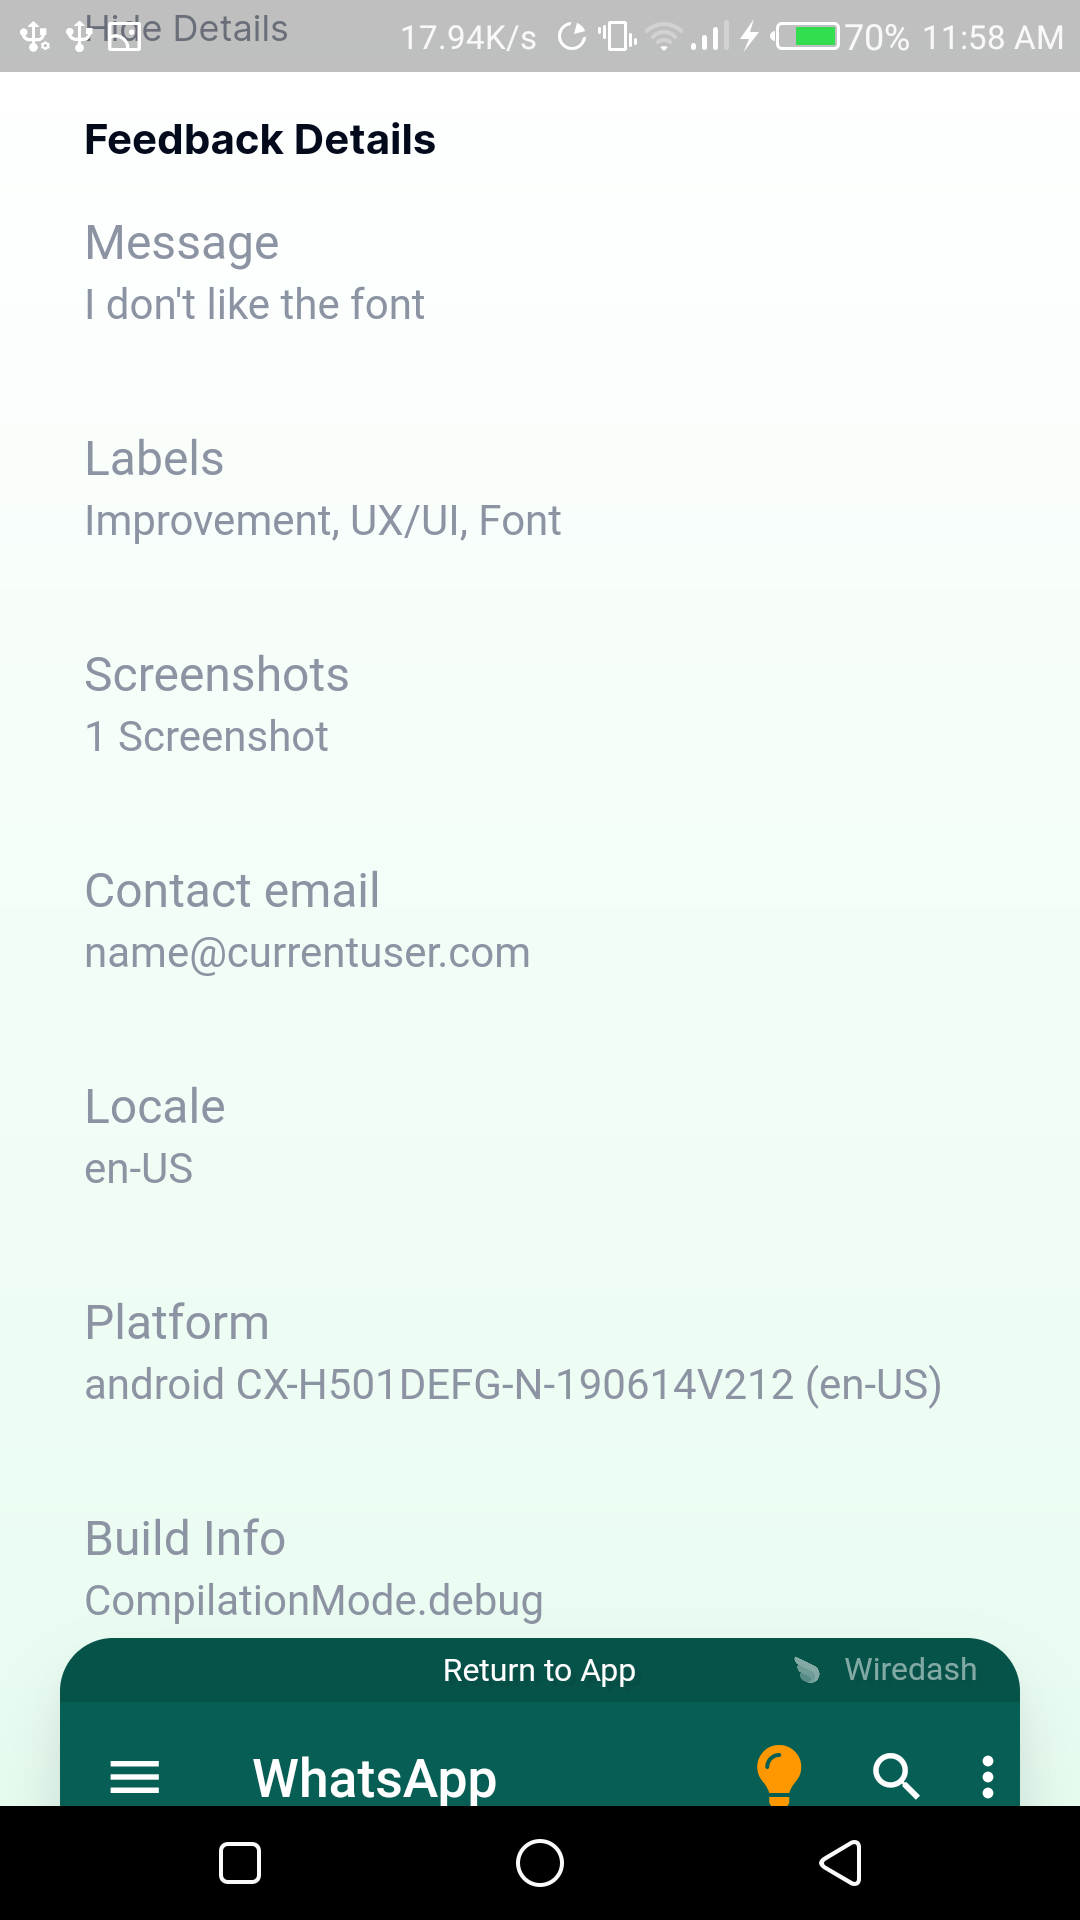 Hide Details
17.94K/s 70% 11:58 AM
Feedback Details
Message
I don't like the font
Labels
Improvement, UX/UI, Font
Screenshots
1 Screenshot
Contact email
name@currentuser.com
Locale
en-US
Platform
android CX-H501DEFG-N-190614V212 (en-US)
Build Info
CompilationMode.debug
Return to App
Wiredash
WhatsApp